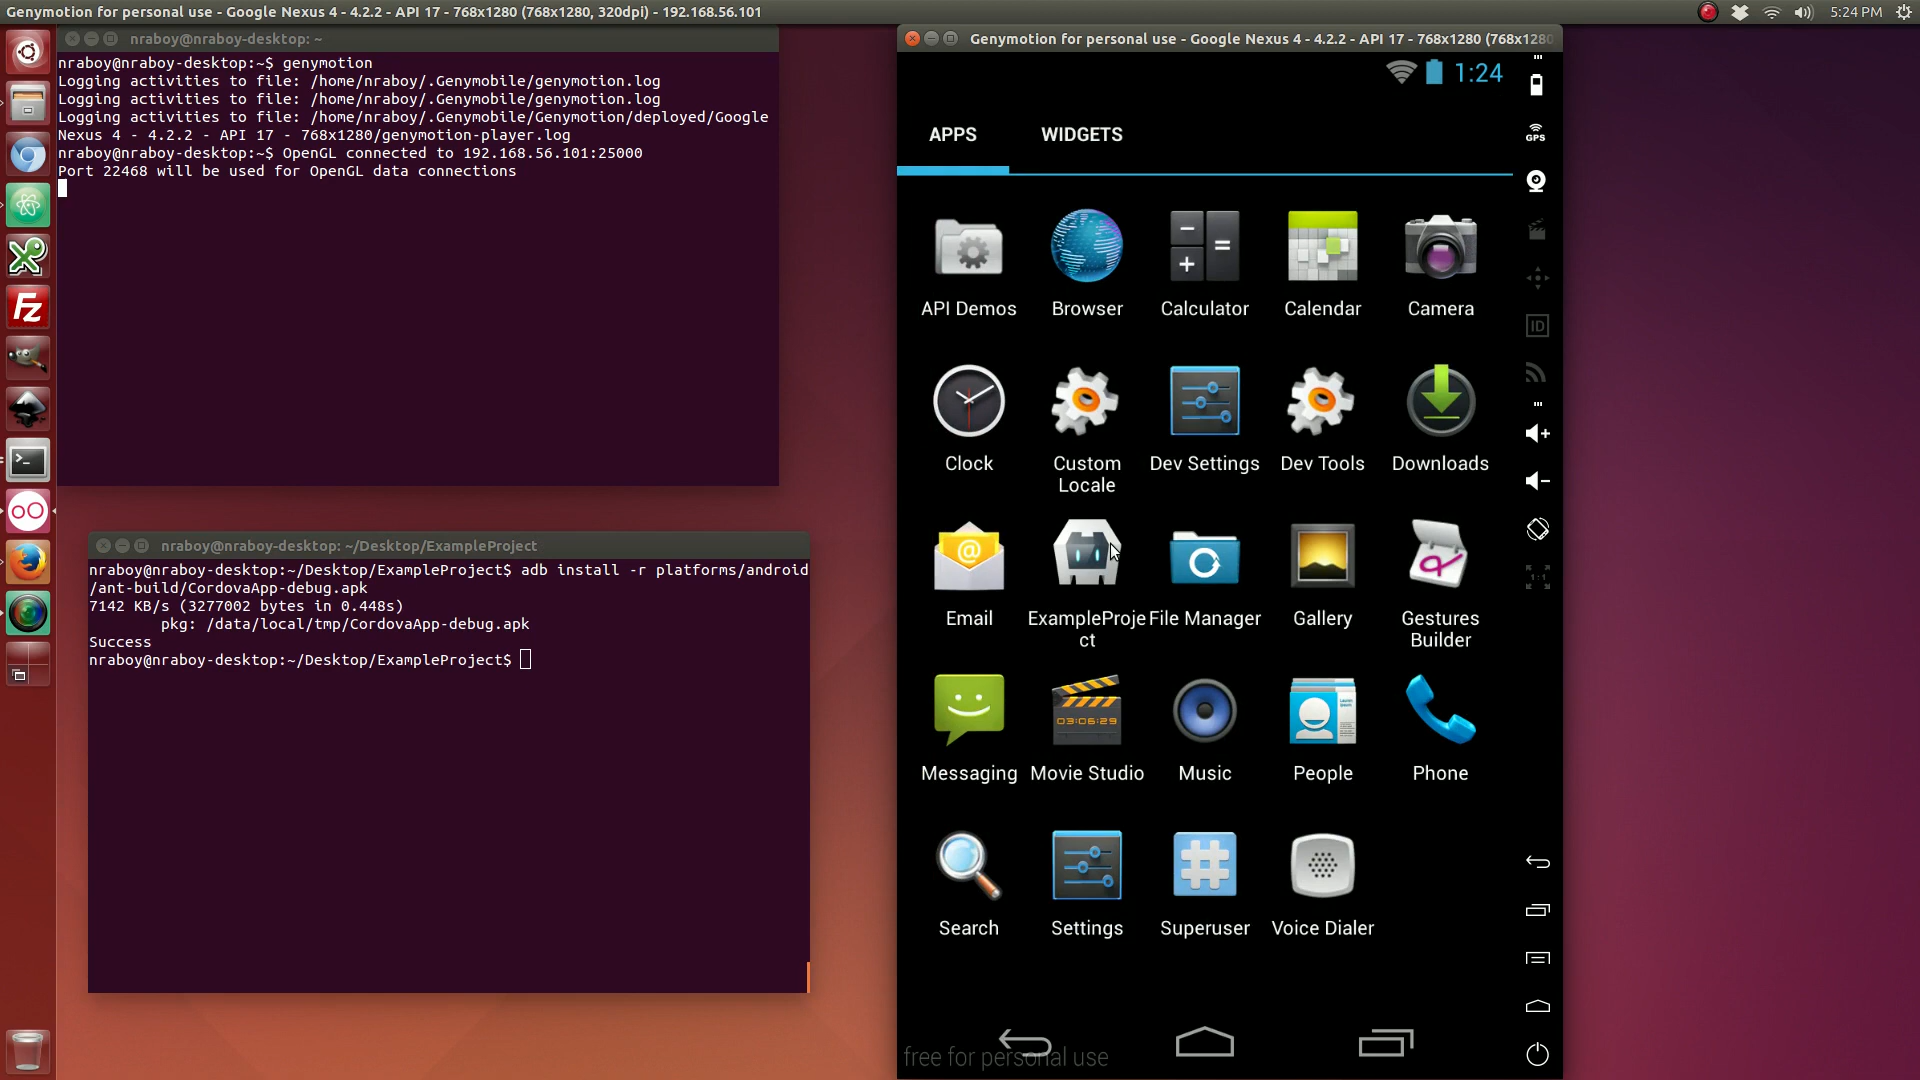 Genymotion for personal use - Google Nexus 4 - 4.2.2 - API 17 - 768x1280 (768x1280, 320dpi) - 192.168.56.101
5:24 PM
nraboy@nraboy-desktop: ~
nraboy@nraboy-desktop:~$ genymotion
Logging activities to file: /home/nraboy/.Genymobile/genymotion.log
Logging activities to file: /home/nraboy/.Genymobile/genymotion.log
Logging activities to file: /home/nraboy/.Genymobile/Genymotion/deployed/Google
Nexus 4 - 4.2.2 - API 17 - 768x1280/genymotion-player.log
nraboy@nraboy-desktop:~$ OpenGL connected to 192.168.56.101:25000
Port 22468 will be used for OpenGL data connections
nraboy@nraboy-desktop: ~/Desktop/ExampleProject
nraboy@nraboy-desktop:~/Desktop/ExampleProject$ adb install -r platforms/android
/ant-build/CordovaApp-debug.apk
7142 KB/s (3277002 bytes in 0.448s)
pkg: /data/local/tmp/CordovaApp-debug.apk
Success
nraboy@nraboy-desktop:~/Desktop/ExampleProject$
Genymotion for personal use - Google Nexus 4 - 4.2.2 - API 17 - 768x1280 (768x1280
1:24
APPS WIDGETS
API Demos Browser Calculator Calendar Camera
Clock Custom Dev Settings Dev Tools Downloads
Locale
Email ExampleProje File Manager Gallery Gestures
ct Builder
03:06:29
Messaging Movie Studio Music People Phone
Search Settings Superuser Voice Dialer
free for personal use
GPS
ID
1:1
Fz